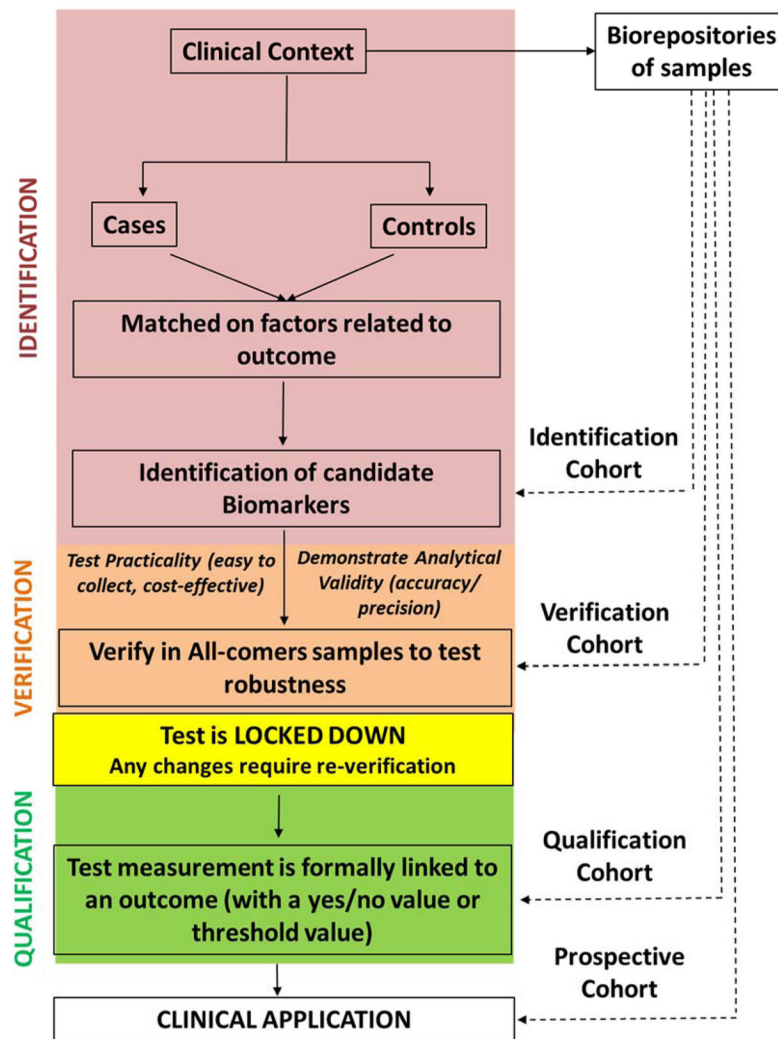 Clinical Context
Biorepositories
of samples
IDENTIFICATION
Cases
Controls
Matched on factors related to
outcome
Identification
Cohort
Identification of candidate
Biomarkers
VERIFICATION
Test Practicality (easy to
collect, cost-effective)
Demonstrate Analytical
Validity (accuracy/
precision)
Verification
Cohort
Verify in All-comers samples to test
robustness
Test is LOCKED DOWN
Any changes require re-verification
QUALIFICATION
Qualification
Cohort
Test measurement is formally linked to
an outcome (with a yes/no value or
threshold value)
Prospective
Cohort
CLINICAL APPLICATION